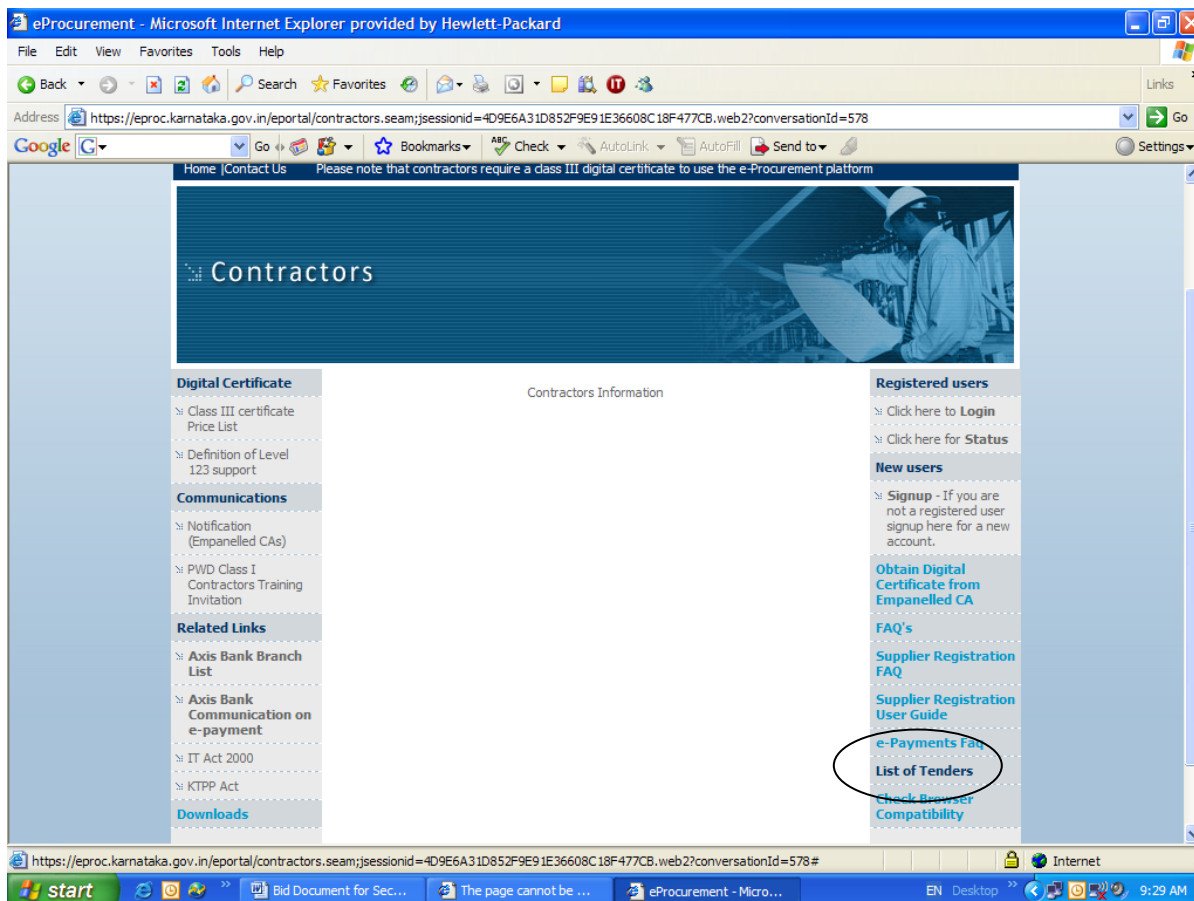 eProcurement - Microsoft Internet Explorer provided by Hewlett-Packard
File Edit View Favorites Tools Help
Back Search Favorites Links
Address https://eproc.karnataka.gov.in/eportal/contractors.seam;jsessionid=4D9E6A31D852F9E91E36608C18F477CB.web2?conversationId=578 Go
Google G Go Bookmarks Check AutoLink AutoFill Send to Settings
Home |Contact Us Please note that contractors require a class III digital certificate to use the e-Procurement platform
Contractors
Digital Certificate
Class III certificate
Price List
Definition of Level
123 support
Communications
Notification
(Empanelled CAs)
PWD Class I
Contractors Training
Invitation
Related Links
Axis Bank Branch
List
Axis Bank
Communication on
e-payment
IT Act 2000
KTPP Act
Downloads
Contractors Information
Registered users
Click here to Login
Click here for Status
New users
Signup - If you are
not a registered user
signup here for a new
account.
Obtain Digital
Certificate from
Empanelled CA
FAQ's
Supplier Registration
FAQ
Supplier Registration
User Guide
e-Payments Faq
List of Tenders
Check Browser
Compatibility
https://eproc.karnataka.gov.in/eportal/contractors.seam;jsessionid=4D9E6A31D852F9E91E36608C18F477CB.web2?conversationId=578# Internet
start Bid Document for Sec... The page cannot be ... eProcurement - Micro... EN Desktop 9:29 AM